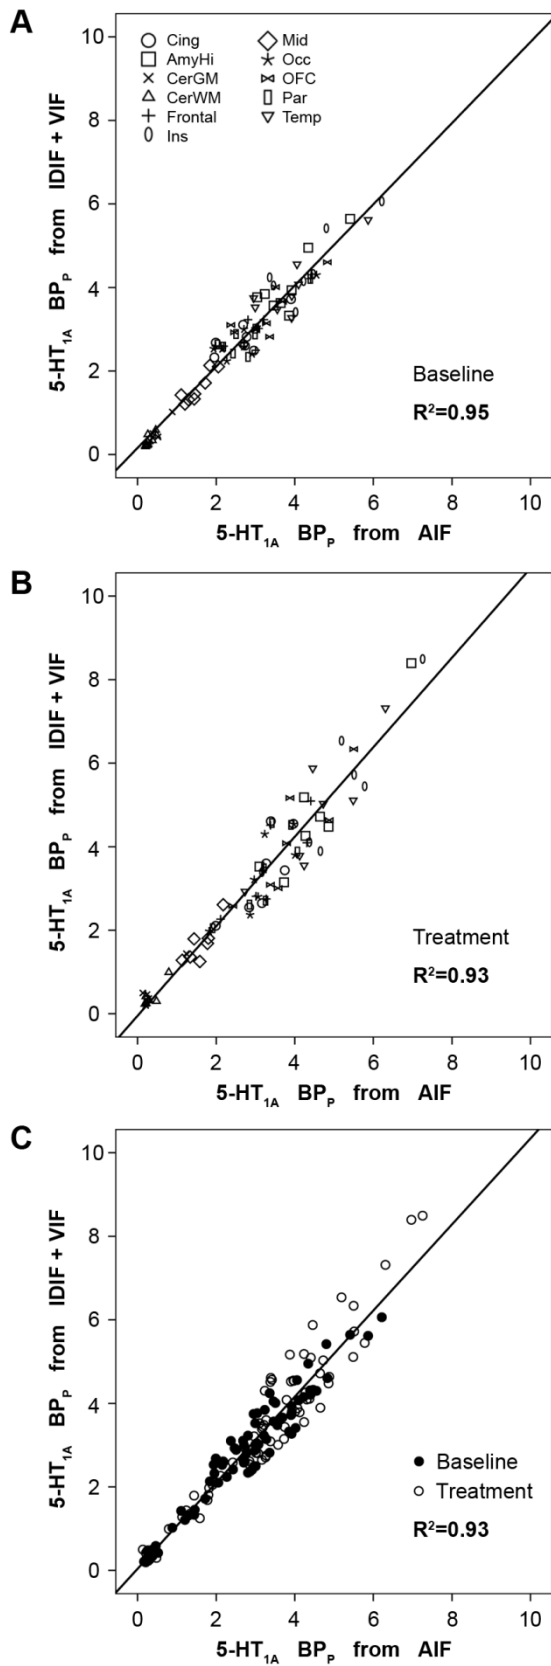 A
10
8
6
4
2
0
0 2 4 6 8 10
Cing
AmyHi
CerGM
CerWM
Frontal
Ins
Mid
Occ
OFC
Par
Temp
Baseline
R²=0.95
5-HT1A BPP from IDIF + VIF
5-HT1A BPP from AIF
B
10
8
6
4
2
0
0 2 4 6 8 10
Treatment
R²=0.93
5-HT1A BPP from IDIF + VIF
5-HT1A BPP from AIF
C
10
8
6
4
2
0
0 2 4 6 8 10
Baseline
Treatment
R²=0.93
5-HT1A BPP from IDIF + VIF
5-HT1A BPP from AIF